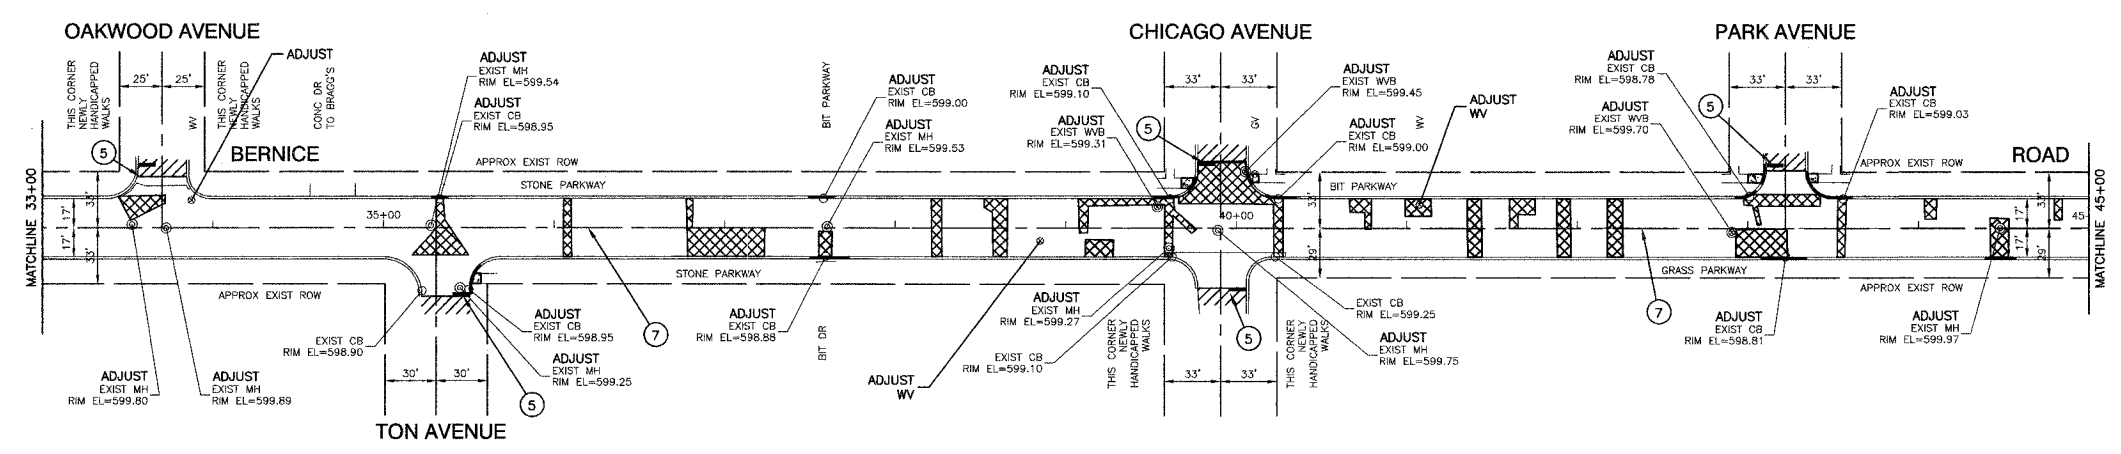 OAKWOOD AVENUE
CHICAGO AVENUE
PARK AVENUE
ADJUST
25'
25'
THIS CORNER
NEWLY
HANDICAPPED
WALKS
WV
THIS CORNER
NEWLY
HANDICAPPED
WALKS
CONC DR
TO BRAGG'S
ADJUST
EXIST MH
RIM EL=599.54
ADJUST
EXIST CB
RIM EL=598.95
BIT PARKWAY
ADJUST
EXIST CB
RIM EL=599.00
ADJUST
EXIST MH
RIM EL=599.53
ADJUST
EXIST CB
RIM EL=599.10
ADJUST
EXIST WVB
RIM EL=599.31
33'
33'
GV
ADJUST
EXIST WVB
RIM EL=599.45
ADJUST
EXIST CB
RIM EL=599.00
WV
ADJUST
WV
ADJUST
EXIST CB
RIM EL=598.78
ADJUST
EXIST WVB
RIM EL=599.70
33'
33'
ADJUST
EXIST CB
RIM EL=599.03
5
5
5
BERNICE
APPROX EXIST ROW
APPROX EXIST ROW
ROAD
STONE PARKWAY
BIT PARKWAY
MATCHLINE 33+00
17'
33'
17'
33'
35+00
40+00
33'
29'
17'
33'
17'
29'
45
MATCHLINE 45+00
STONE PARKWAY
GRASS PARKWAY
APPROX EXIST ROW
APPROX EXIST ROW
EXIST CB
RIM EL=598.90
ADJUST
EXIST CB
RIM EL=598.95
ADJUST
EXIST MH
RIM EL=599.25
5
7
ADJUST
EXIST CB
RIM EL=598.88
BIT DR
ADJUST
EXIST MH
RIM EL=599.27
EXIST CB
RIM EL=599.10
ADJUST
WV
THIS CORNER
NEWLY
HANDICAPPED
WALKS
33'
33'
5
THIS CORNER
NEWLY
HANDICAPPED
WALKS
EXIST CB
RIM EL=599.25
ADJUST
EXIST MH
RIM EL=599.75
7
ADJUST
EXIST CB
RIM EL=598.81
ADJUST
EXIST MH
RIM EL=599.97
ADJUST
EXIST MH
RIM EL=599.80
ADJUST
EXIST MH
RIM EL=599.89
30'
30'
TON AVENUE